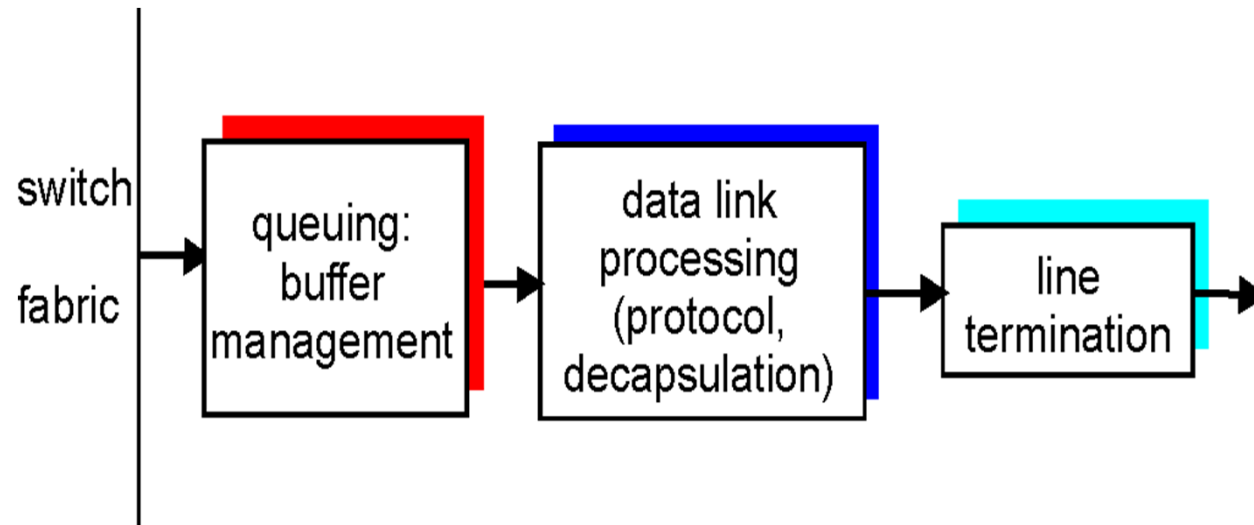 switch
fabric
queuing:
buffer
management
data link
processing
(protocol,
decapsulation)
line
termination